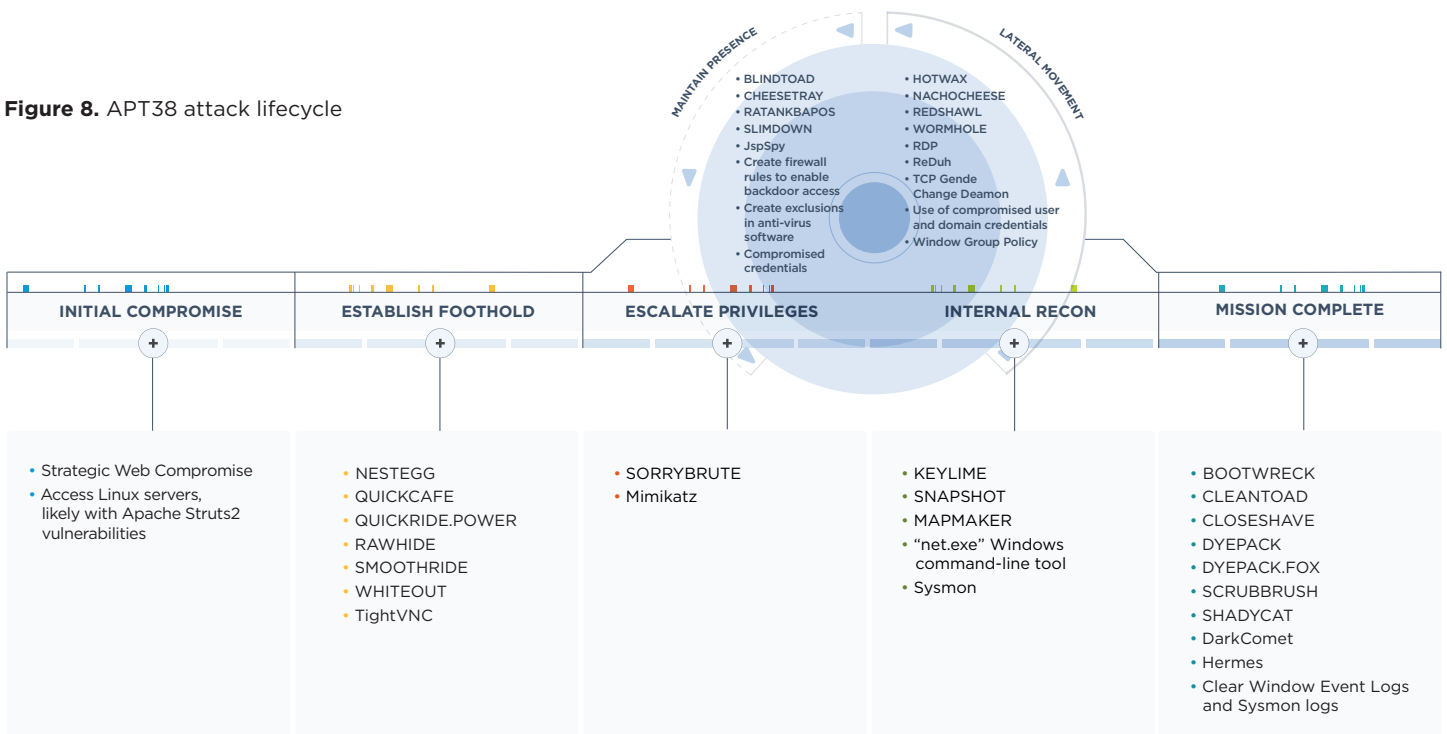 Figure 8. APT38 attack lifecycle
MAINTAIN PRESENCE
• BLINDTOAD
• CHEESETRAY
• RATANKBAPOS
• SLIMDOWN
• JspSpy
• Create firewall
rules to enable
backdoor access
• Create exclusions
in anti-virus
software
• Compromised
credentials
LATERAL MOVEMENT
• HOTWAX
• NACHOCHEESE
• REDSHAWL
• WORMHOLE
• RDP
• ReDuh
• TCP Gende
Change Deamon
• Use of compromised user
and domain credentials
• Window Group Policy
INITIAL COMPROMISE
ESTABLISH FOOTHOLD
ESCALATE PRIVILEGES
INTERNAL RECON
MISSION COMPLETE
+
+
+
+
+
• Strategic Web Compromise
• Access Linux servers,
likely with Apache Struts2
vulnerabilities
• NESTEGG
• QUICKCAFE
• QUICKRIDE.POWER
• RAWHIDE
• SMOOTHRIDE
• WHITEOUT
• TightVNC
• SORRYBRUTE
• Mimikatz
• KEYLIME
• SNAPSHOT
• MAPMAKER
• “net.exe” Windows
command-line tool
• Sysmon
• BOOTWRECK
• CLEANTOAD
• CLOSESHAVE
• DYEPACK
• DYEPACK.FOX
• SCRUBBRUSH
• SHADYCAT
• DarkComet
• Hermes
• Clear Window Event Logs
and Sysmon logs